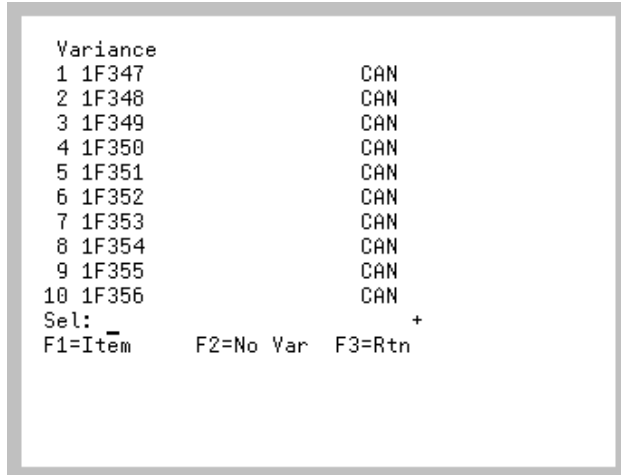 Variance
1 1F347 CAN
2 1F348 CAN
3 1F349 CAN
4 1F350 CAN
5 1F351 CAN
6 1F352 CAN
7 1F353 CAN
8 1F354 CAN
9 1F355 CAN
10 1F356 CAN
Sel: _ +
F1=Item F2=No Var F3=Rtn